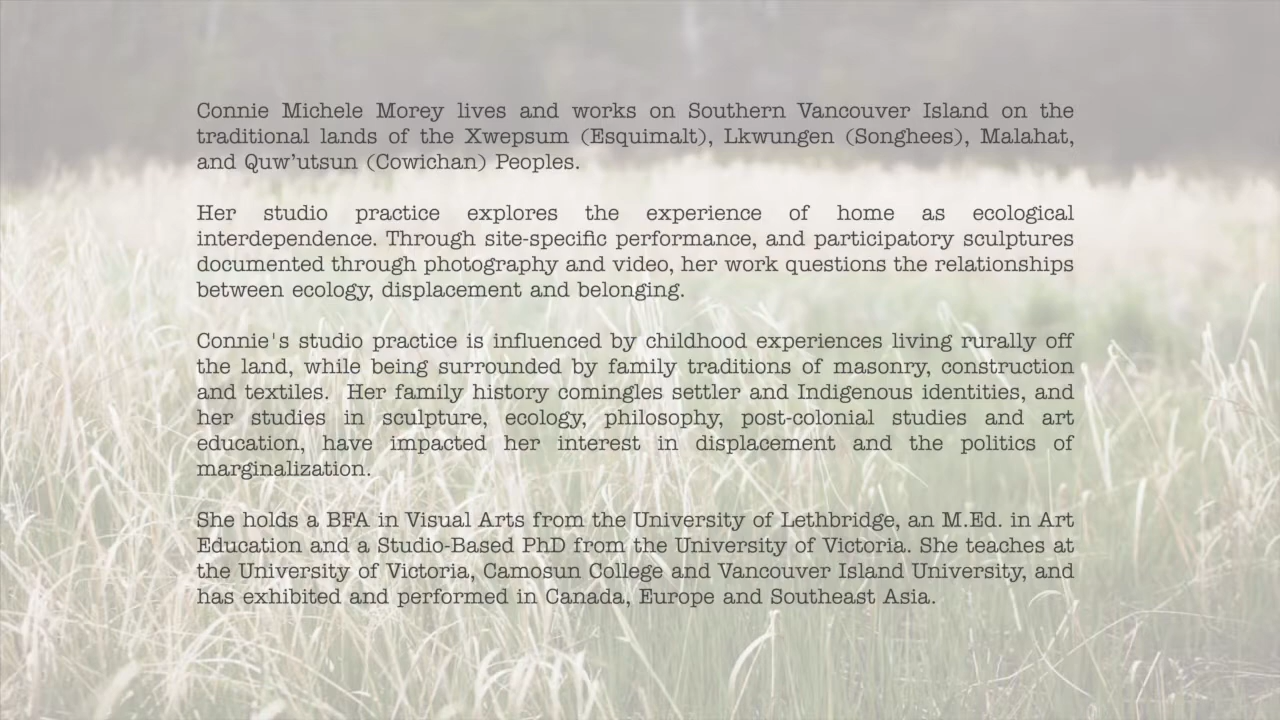 Connie Michele Morey lives and works on Southern Vancouver Island on the
traditional lands of the Xwepsum (Esquimalt), Lkwungen (Songhees), Malahat,
and Quw’utsun (Cowichan) Peoples.
Her studio practice explores the experience of home as ecological
interdependence. Through site-specific performance, and participatory sculptures
documented through photography and video, her work questions the relationships
between ecology, displacement and belonging.
Connie's studio practice is influenced by childhood experiences living rurally off
the land, while being surrounded by family traditions of masonry, construction
and textiles.  Her family history comingles settler and Indigenous identities, and
her studies in sculpture, ecology, philosophy, post-colonial studies and art
education, have impacted her interest in displacement and the politics of
marginalization.
She holds a BFA in Visual Arts from the University of Lethbridge, an M.Ed. in Art
Education and a Studio-Based PhD from the University of Victoria. She teaches at
the University of Victoria, Camosun College and Vancouver Island University, and
has exhibited and performed in Canada, Europe and Southeast Asia.